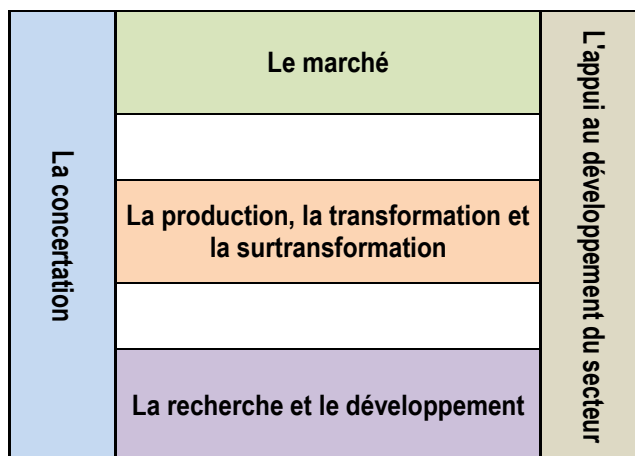 La concertation
Le marché
La production, la transformation et
la surtransformation
La recherche et le développement
L'appui au développement du secteur